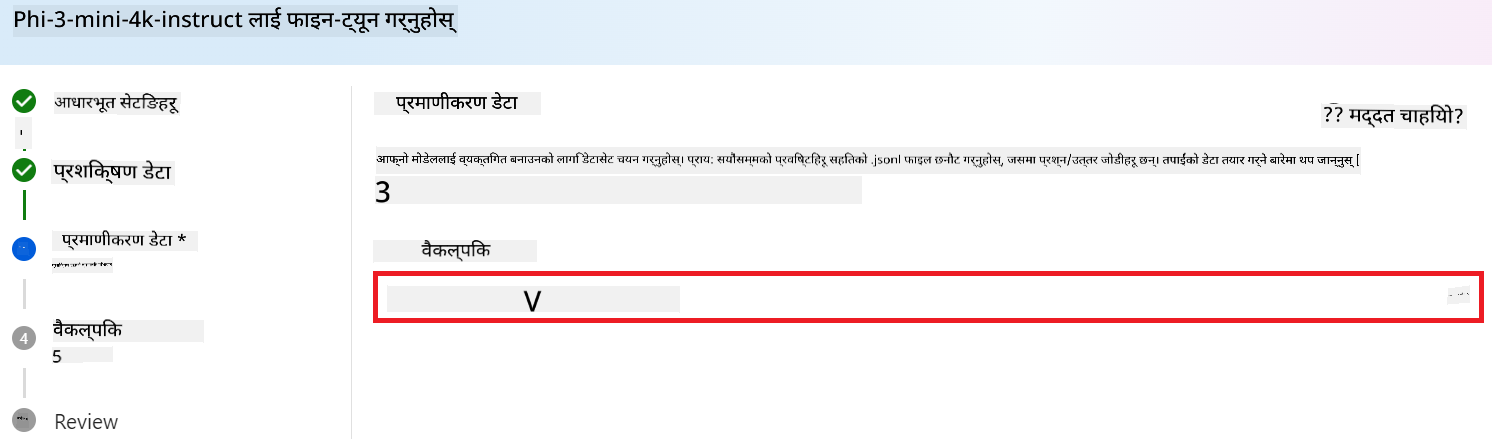 Phi-3-mini-4k-instruct लाई फाइन-ट्यून गर्नुहोस्
आधारभूत सेटिङहरू
प्रशिक्षण डेटा
प्रमाणीकरण डेटा *
4
वैकल्पिक
5
Review
प्रमाणीकरण डेटा
?? मद्दत चाहियो?
आफ्नो मोडेललाई व्यक्तिगत बनाउनको लागि डेटासेट चयन गर्नुहोस्। प्राय: सयौंसम्मको प्रविष्टिहरू सहितको .jsonl फाइल छनौट गर्नुहोस्, जसमा प्रश्न/उत्तर जोडीहरू छन्। तपाईंको डेटा तयार गर्ने बारेमा थप जान्नुस् [
3
वैकल्पिक
V